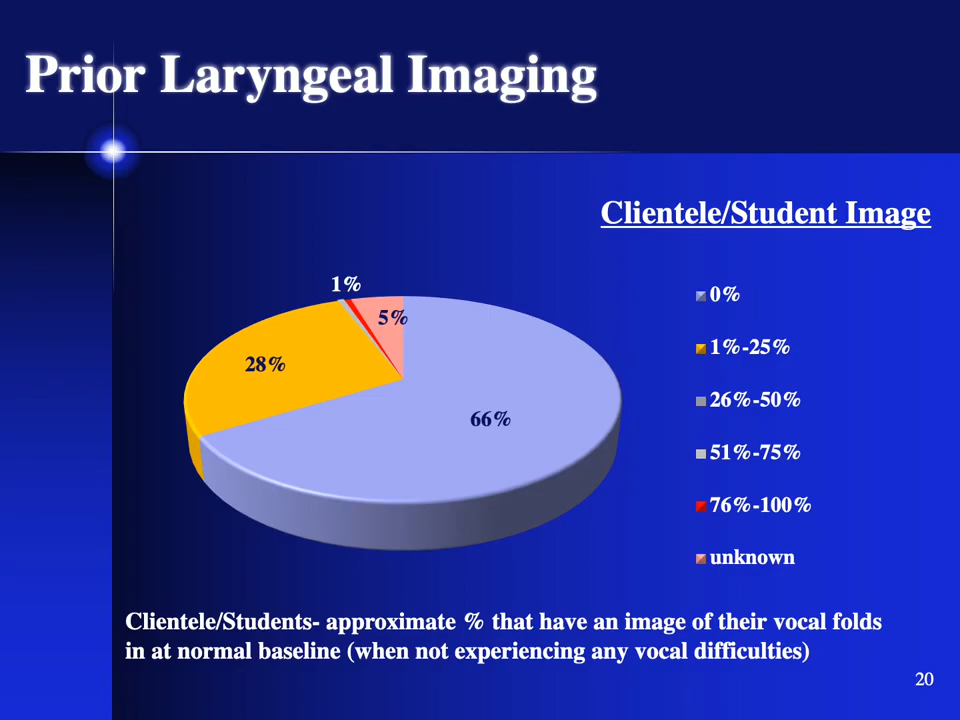 Prior Laryngeal Imaging
Clientele/Student Image
1%
5%
28%
66%
0%
1%-25%
26%-50%
51%-75%
76%-100%
unknown
Clientele/Students- approximate % that have an image of their vocal folds
in at normal baseline (when not experiencing any vocal difficulties)
20